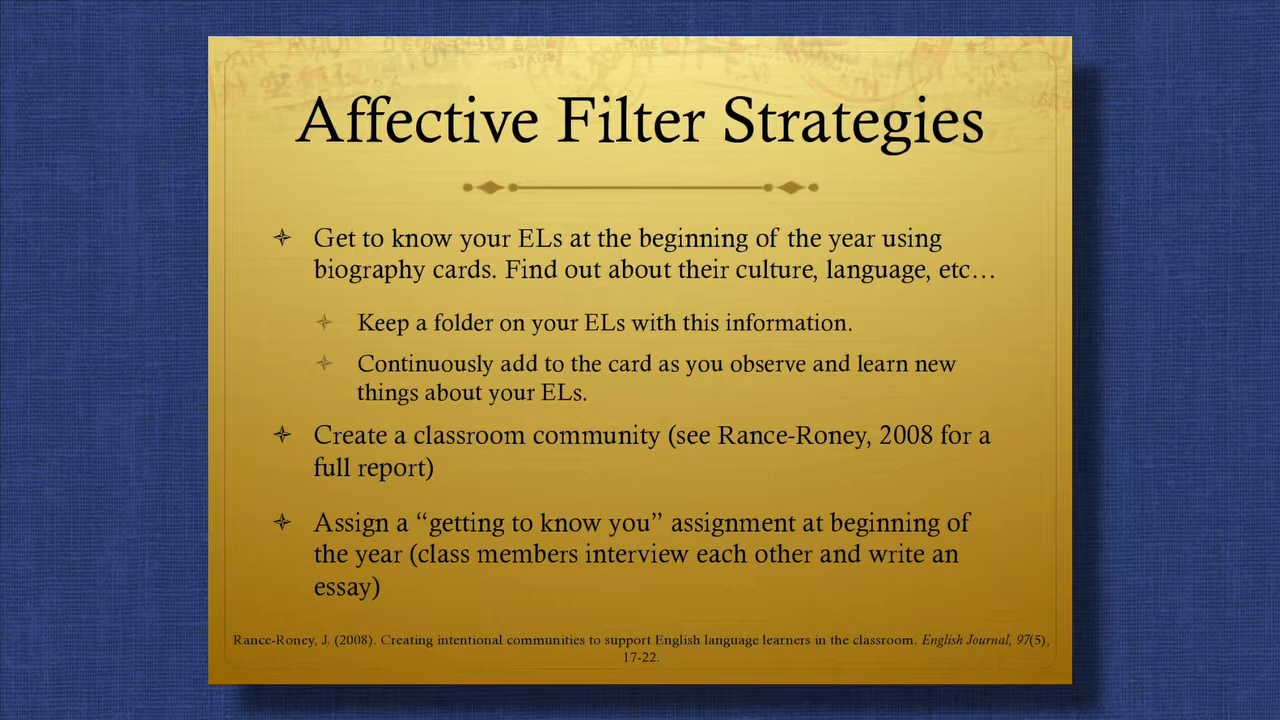 Affective Filter Strategies
Get to know your ELs at the beginning of the year using
biography cards. Find out about their culture, language, etc…
Keep a folder on your ELs with this information.
Continuously add to the card as you observe and learn new
things about your ELs.
Create a classroom community (see Rance-Roney, 2008 for a
full report)
Assign a “getting to know you” assignment at beginning of
the year (class members interview each other and write an
essay)
Rance-Roney, J. (2008). Creating intentional communities to support English language learners in the classroom. English Journal, 97(5),
17-22.